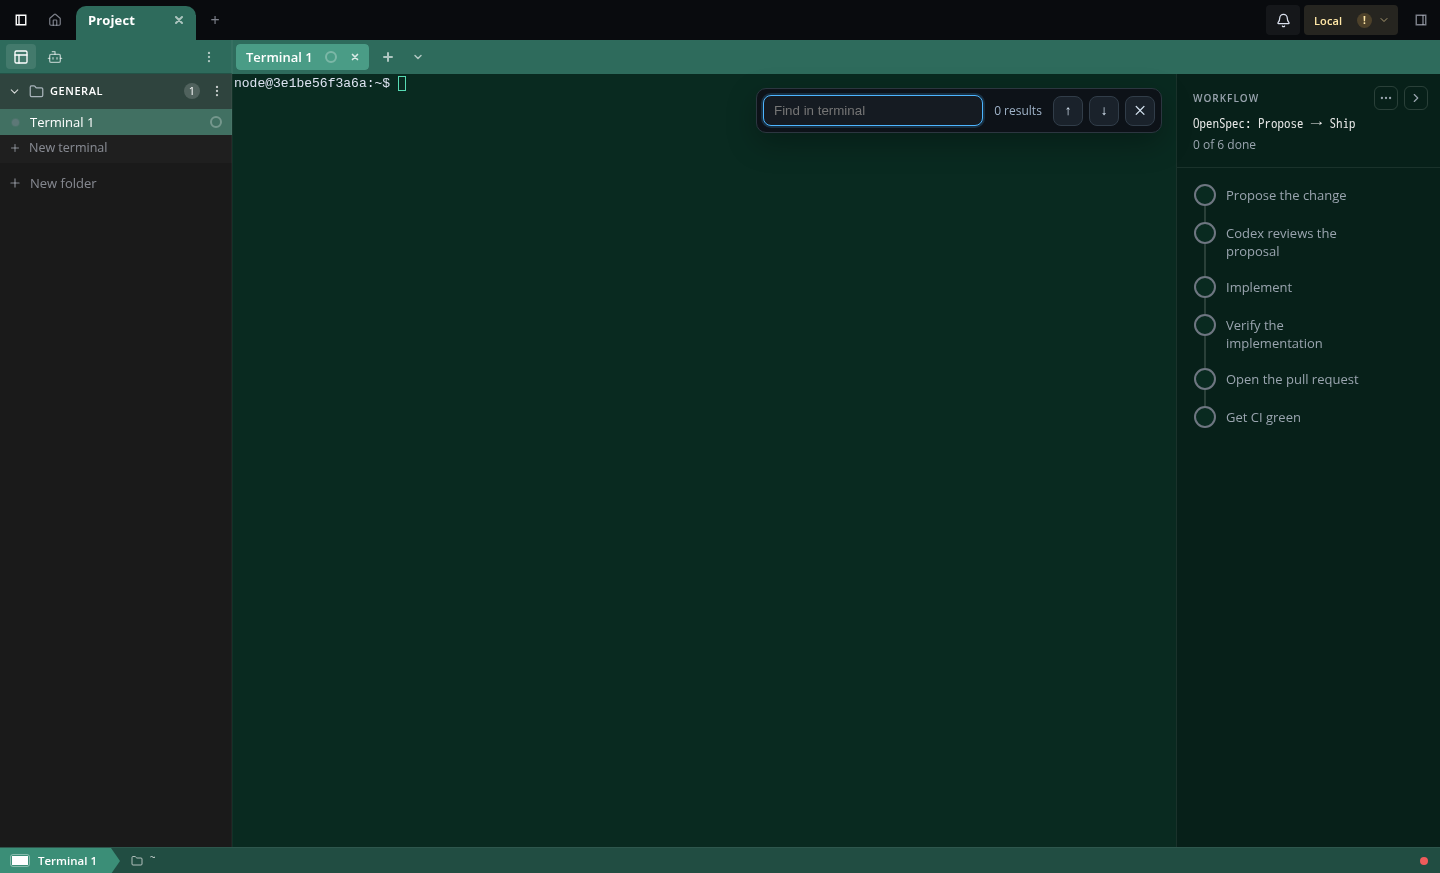 Project
Local
!
Terminal 1
GENERAL
1
Terminal 1
New terminal
New folder
node@3e1be56f3a6a:~$
Find in terminal
0 results
↑
↓
WORKFLOW
OpenSpec: Propose → Ship
0 of 6 done
Propose the change
Codex reviews the
proposal
Implement
Verify the
implementation
Open the pull request
Get CI green
Terminal 1
~